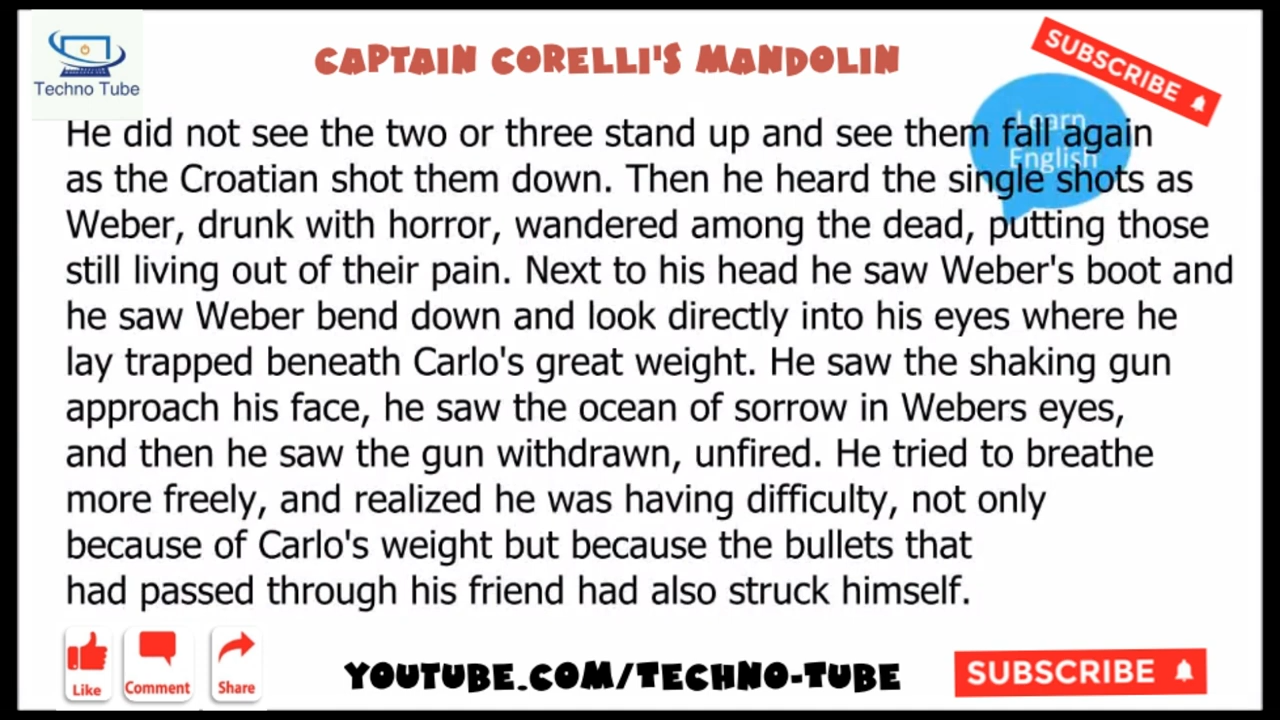 Techno Tube
CAPTAIN CORELLI'S MANDOLIN
SUBSCRIBE
Learn
English
He did not see the two or three stand up and see them fall again
as the Croatian shot them down. Then he heard the single shots as
Weber, drunk with horror, wandered among the dead, putting those
still living out of their pain. Next to his head he saw Weber's boot and
he saw Weber bend down and look directly into his eyes where he
lay trapped beneath Carlo's great weight. He saw the shaking gun
approach his face, he saw the ocean of sorrow in Webers eyes,
and then he saw the gun withdrawn, unfired. He tried to breathe
more freely, and realized he was having difficulty, not only
because of Carlo's weight but because the bullets that
had passed through his friend had also struck himself.
Like
Comment
Share
YOUTUBE.COM/TECHNO-TUBE
SUBSCRIBE